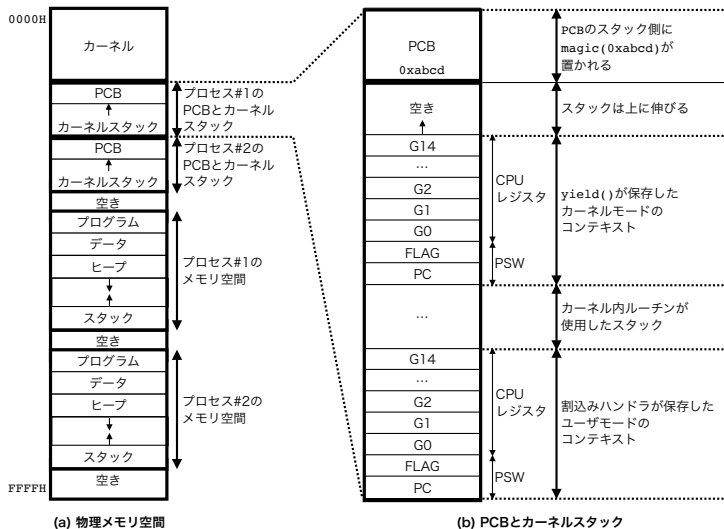 0000H
カーネル
PCB
カーネルスタック
PCB
カーネルスタック
空き
プログラム
データ
ヒープ
スタック
空き
プログラム
データ
ヒープ
スタック
空き
FFFFH
プロセス#1の
PCBとカーネル
スタック
プロセス#2の
PCBとカーネル
スタック
プロセス#1の
メモリ空間
プロセス#2の
メモリ空間
(a) 物理メモリ空間
PCB
0xabcd
空き
G14
…
G2
G1
G0
FLAG
PC
…
G14
…
G2
G1
G0
FLAG
PC
CPU
レジスタ
PSW
CPU
レジスタ
PSW
PCBのスタック側に
magic(0xabcd)が
置かれる
スタックは上に伸びる
yield()が保存した
カーネルモードの
コンテキスト
カーネル内ルーチンが
使用したスタック
割込みハンドラが保存した
ユーザモードの
コンテキスト
(b) PCBとカーネルスタック